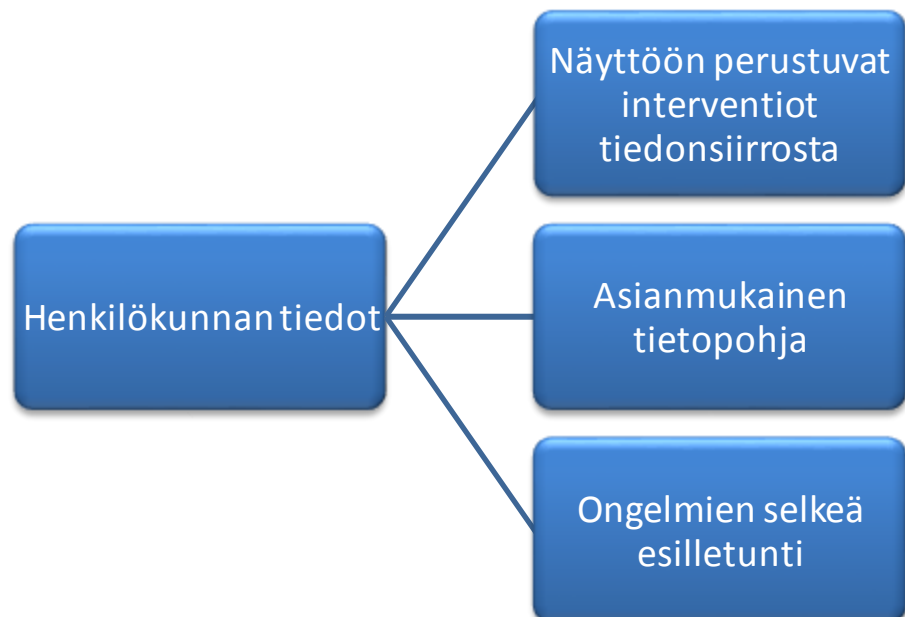 Henkilökunnan tiedot
Näyttöön perustuvat
interventiot
tiedonsiirrosta
Asianmukainen
tietopohja
Ongelmien selkeä
esilletunti